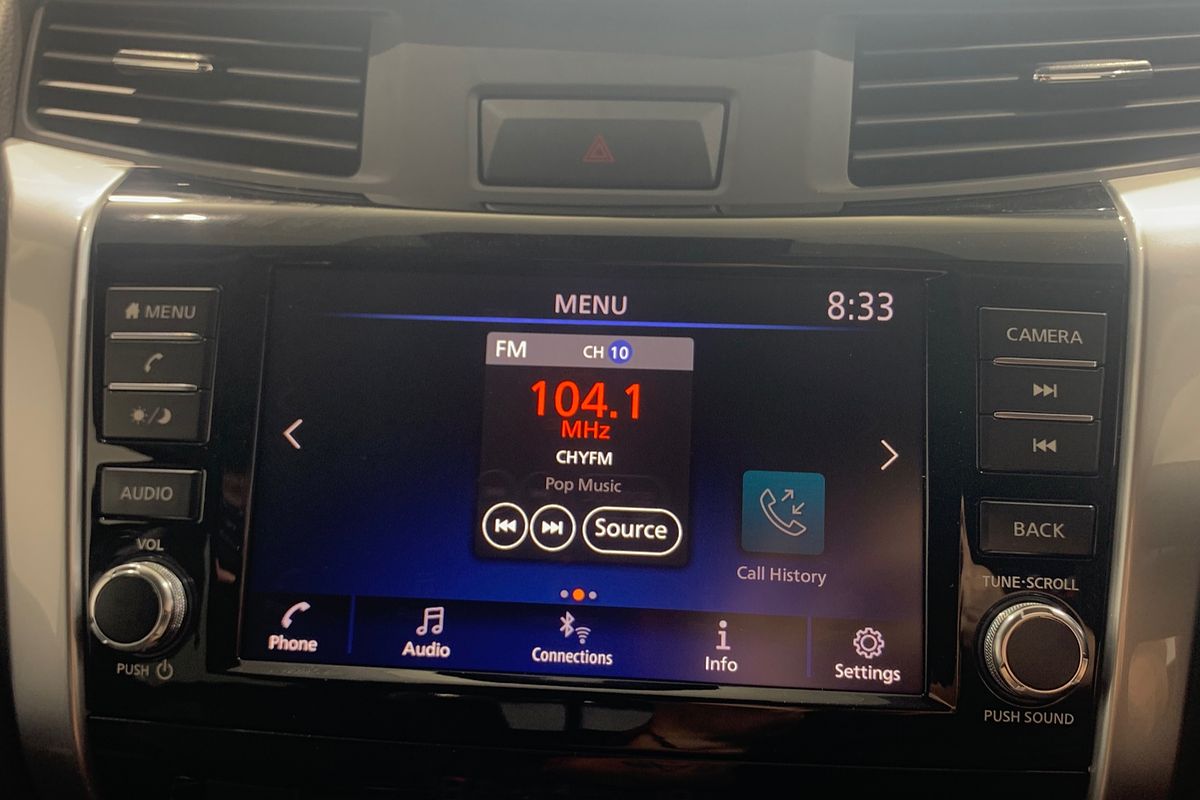 MENU
AUDIO
VOL
PUSH
MENU
8:33
FM
CH 10
104.1
MHz
CHYFM
Pop Music
Source
Call History
Phone
Audio
Connections
Info
Settings
CAMERA
BACK
TUNE·SCROLL
PUSH SOUND